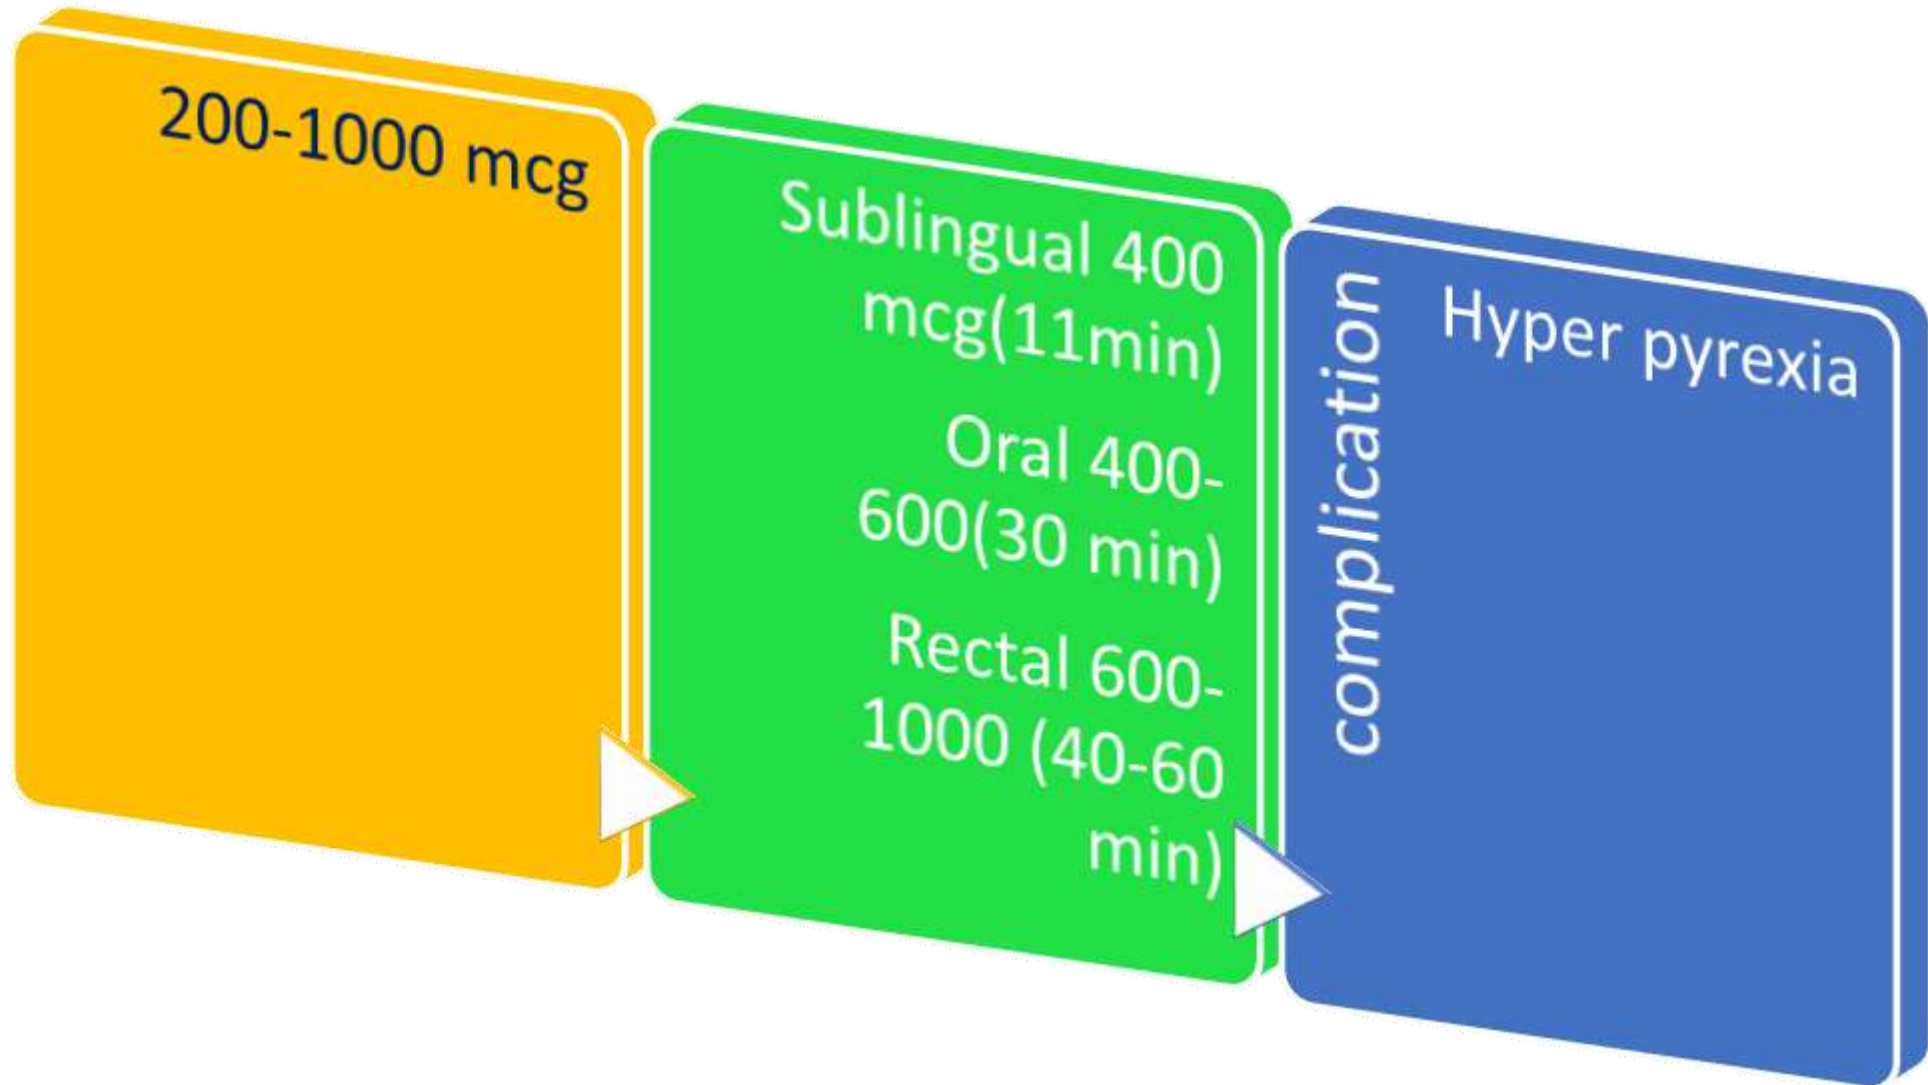 200-1000 mcg
Sublingual 400
mcg(11min)
Oral 400-
600(30 min)
Rectal 600-
1000 (40-60
min)
complication
Hyper pyrexia